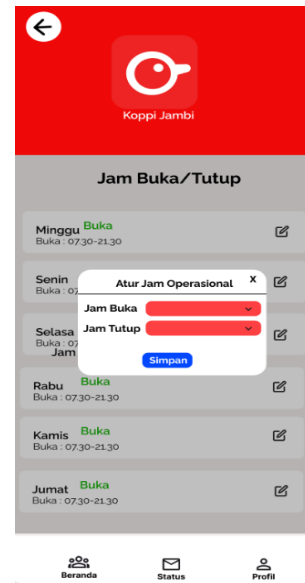 Koppi Jambi
Jam Buka/Tutup
Minggu Buka
Buka : 07.30-21.30
Senin
Buka : 07
Atur Jam Operasional X
Jam Buka
Jam Tutup
Simpan
Selasa
Buka : 07
Jam
Rabu Buka
Buka : 07.30-21.30
Kamis Buka
Buka : 07.30-21.30
Jumat Buka
Buka : 07.30-21.30
Beranda Status Profil